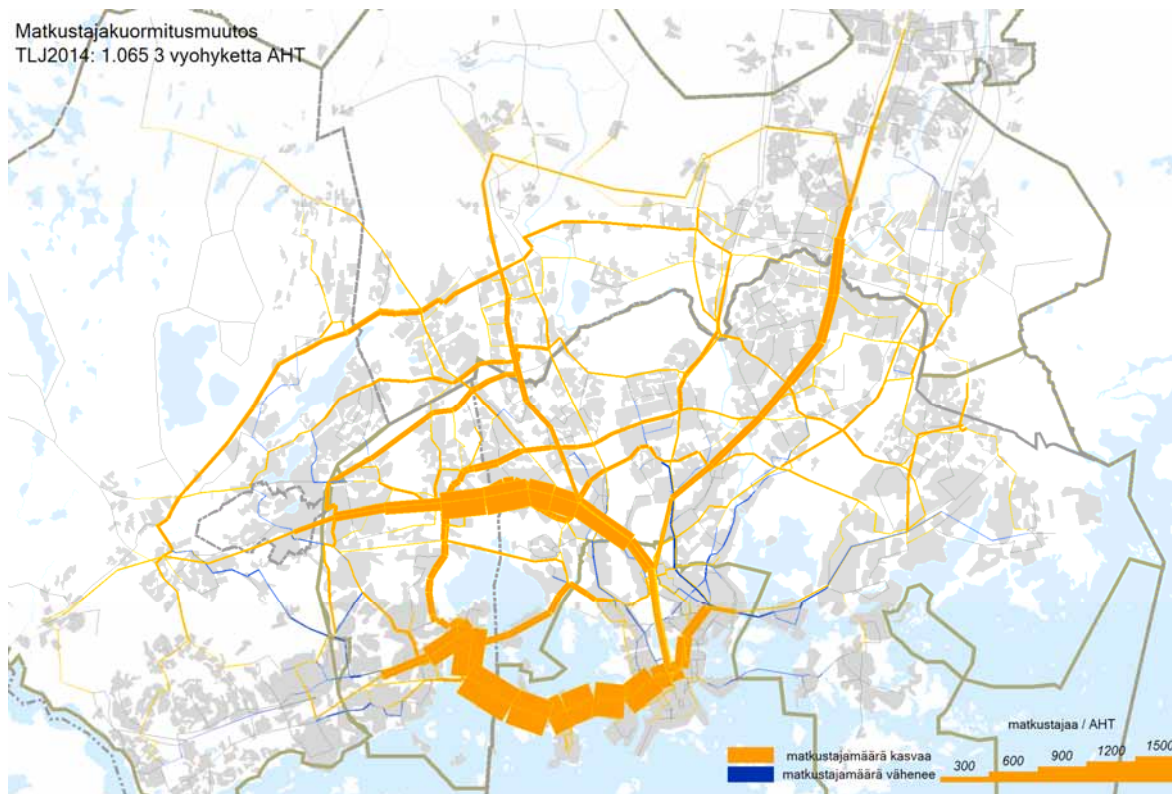 Matkustajakuormitusmuutos
TLJ2014: 1.065 3 vyohyketta AHT
matkustajaa / AHT
300 600 900 1200 1500
matkustajamäärä kasvaa
matkustajamäärä vähenee